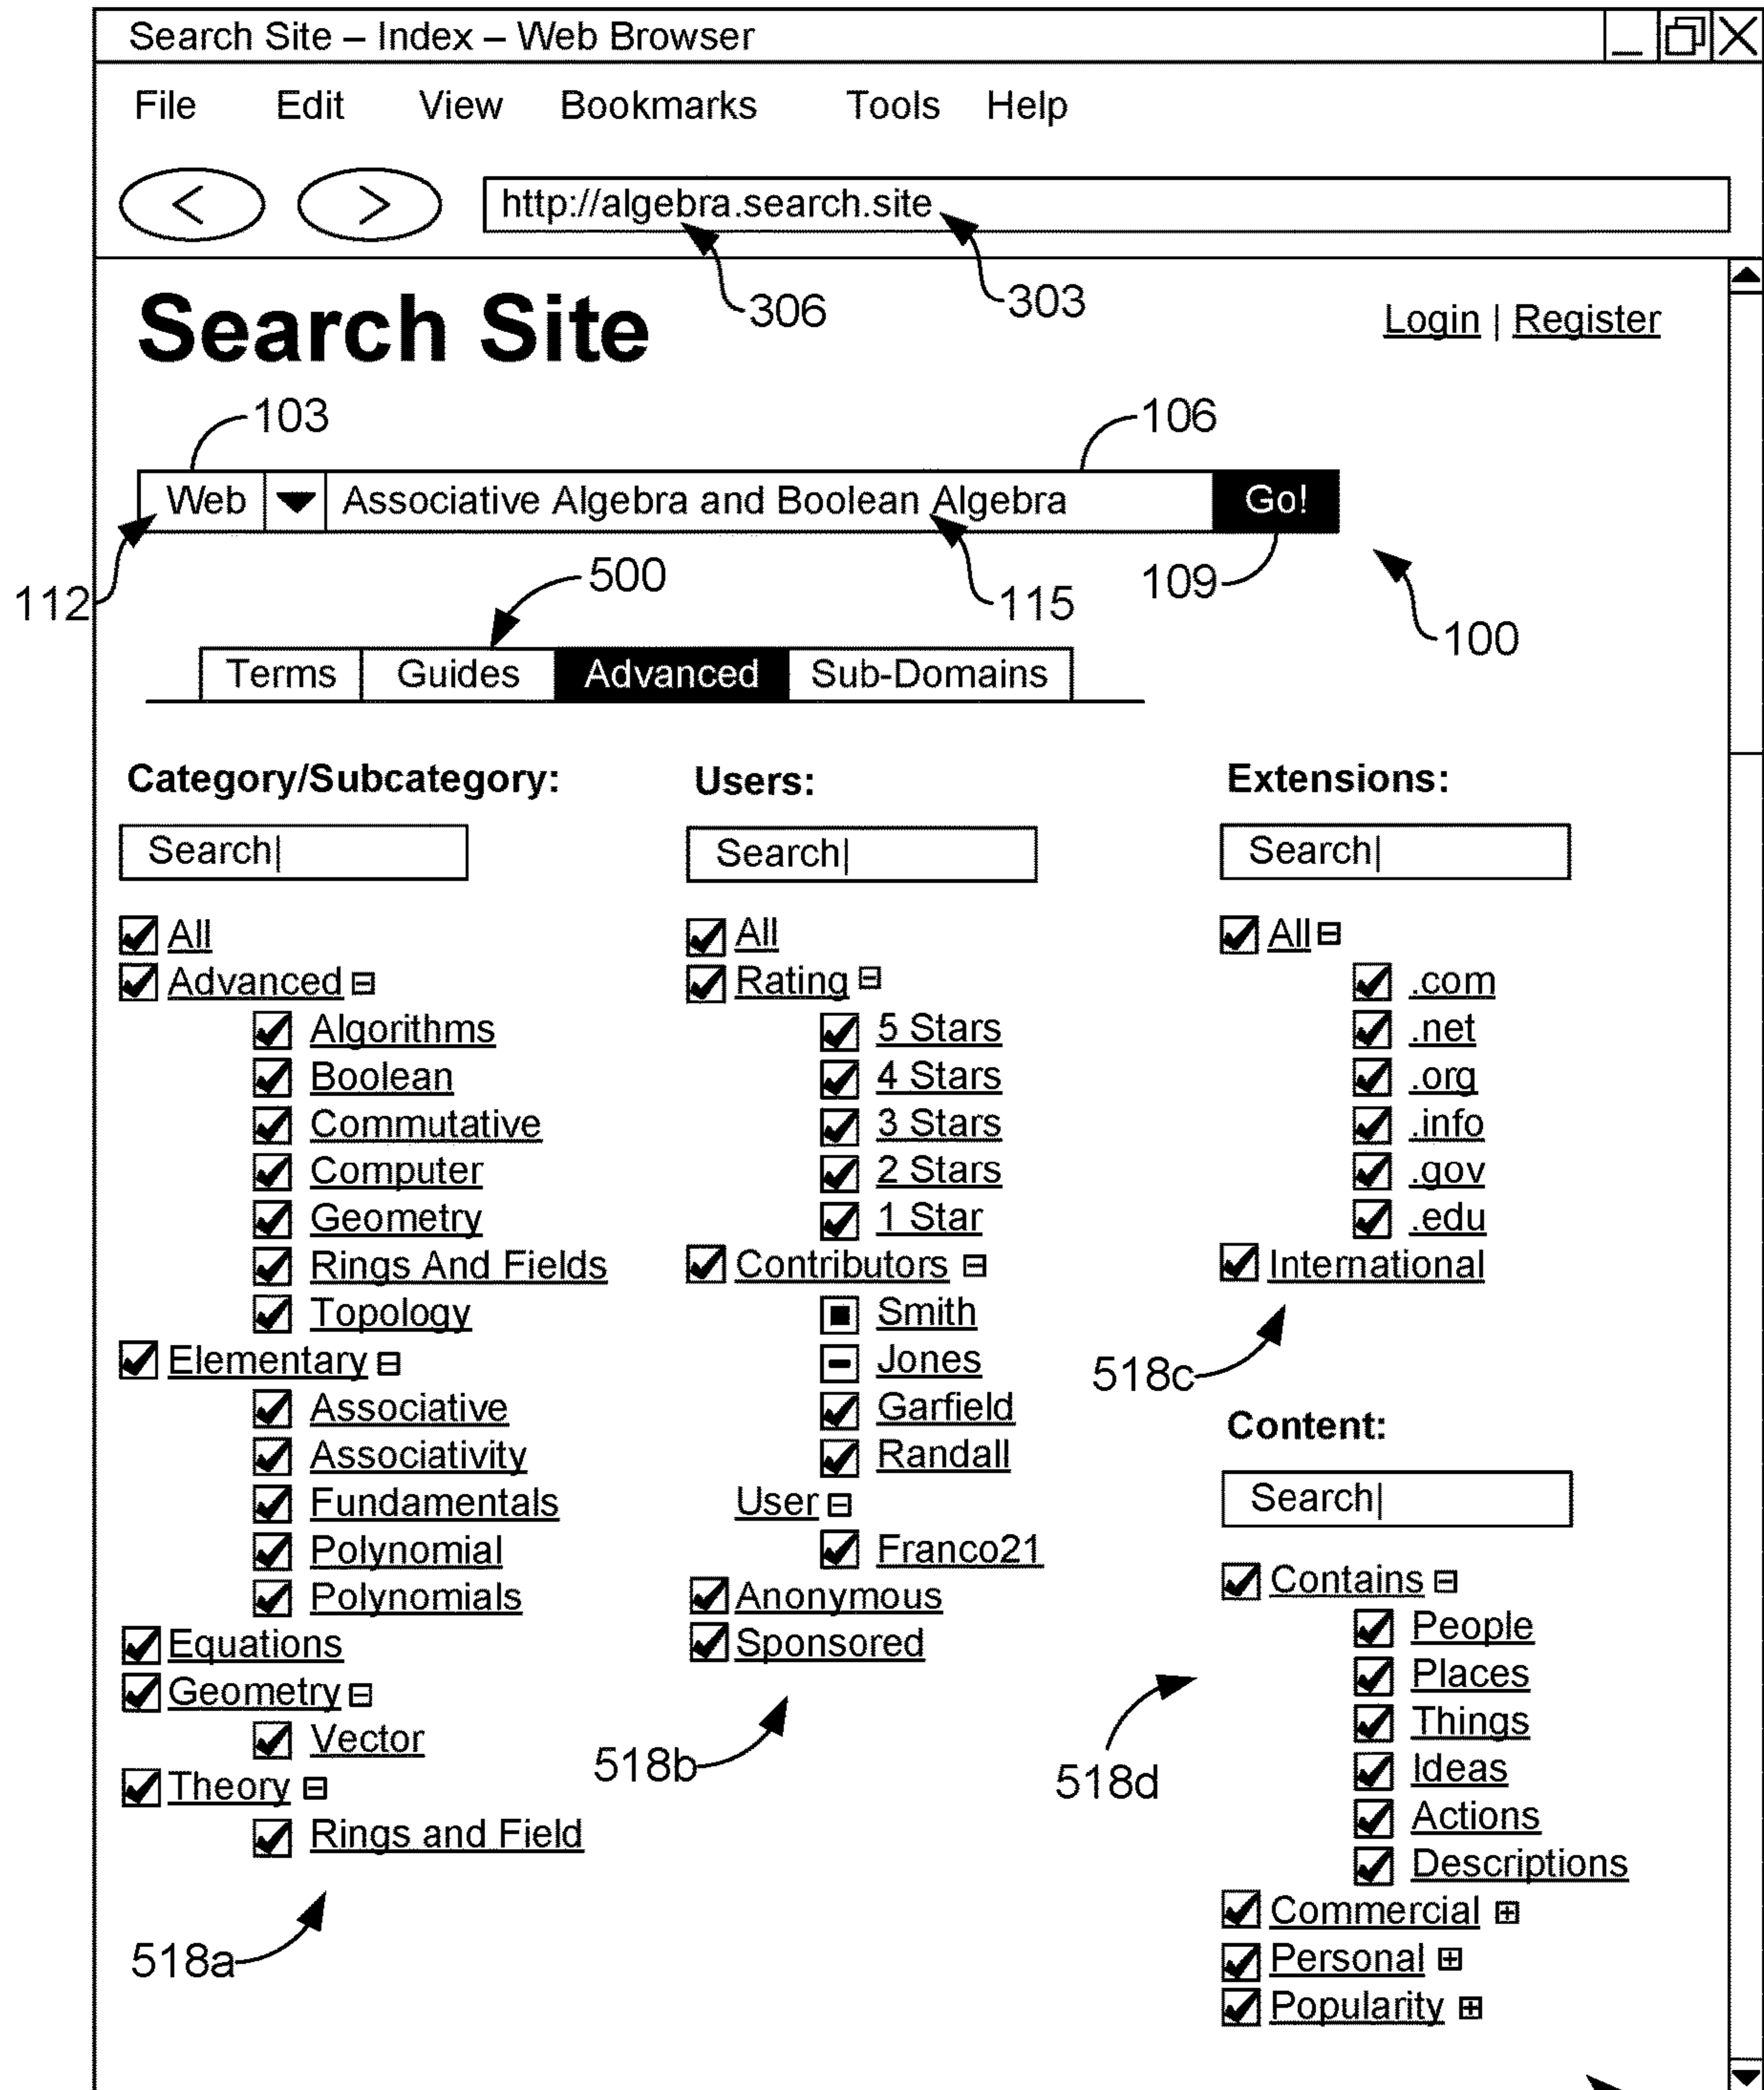 Search Site – Index – Web Browser
File Edit View Bookmarks Tools Help
< > http://algebra.search.site
306 303
Search Site
Login | Register
103 106
Web Associative Algebra and Boolean Algebra Go!
112 500 115 109 100
Terms Guides Advanced Sub-Domains
Category/Subcategory:
Search|
All
Advanced
Algorithms
Boolean
Commutative
Computer
Geometry
Rings And Fields
Topology
Elementary
Associative
Associativity
Fundamentals
Polynomial
Polynomials
Equations
Geometry
Vector
Theory
Rings and Field
518a
Users:
Search|
All
Rating
5 Stars
4 Stars
3 Stars
2 Stars
1 Star
Contributors
Smith
Jones
Garfield
Randall
User
Franco21
Anonymous
Sponsored
518b
Extensions:
Search|
All
.com
.net
.org
.info
.gov
.edu
International
518c
Content:
Search|
Contains
People
Places
Things
Ideas
Actions
Descriptions
Commercial
Personal
Popularity
518d